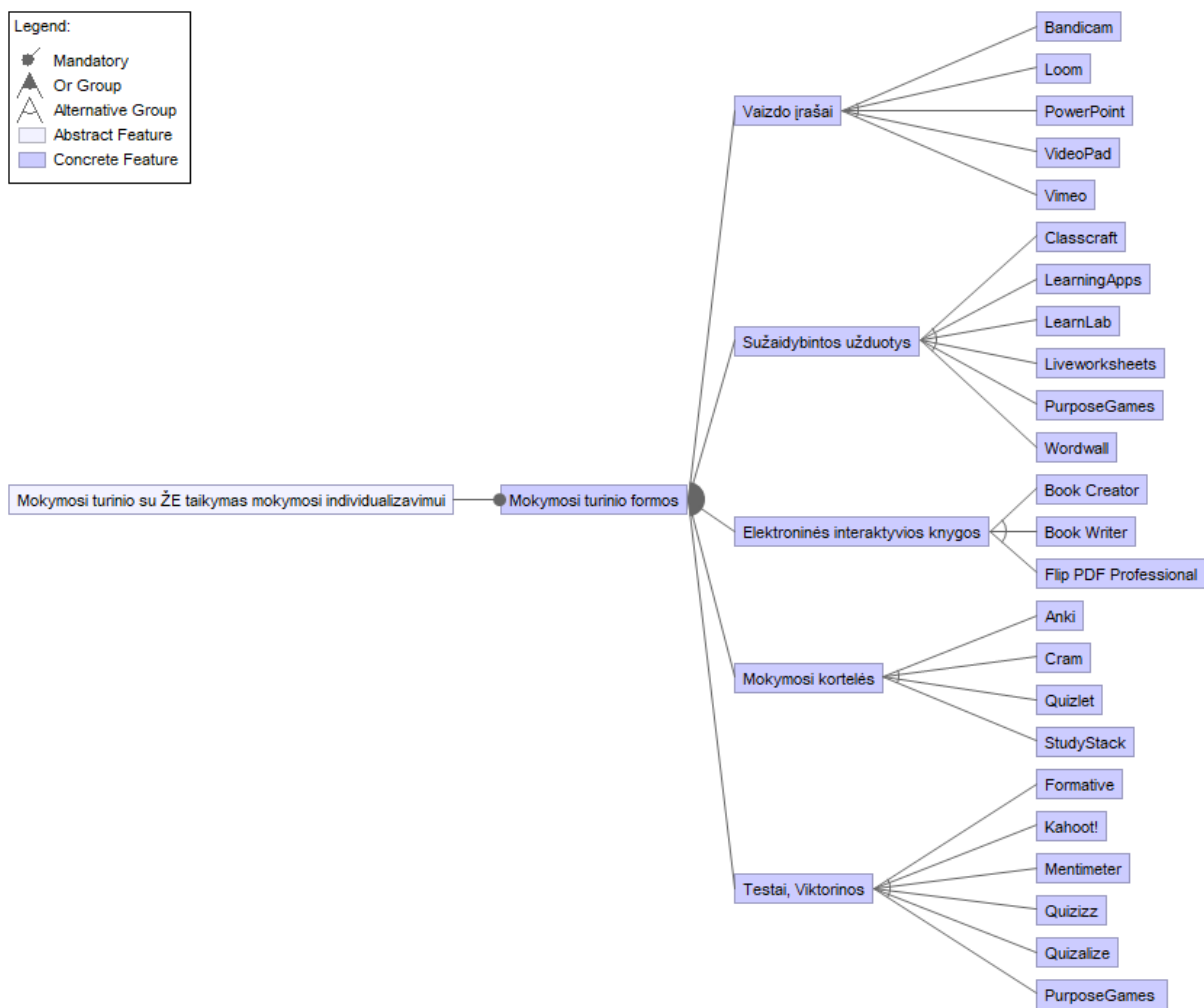 Legend:
Mandatory
Or Group
Alternative Group
Abstract Feature
Concrete Feature
Mokymosi turinio su ŽE taikymas mokymosi individualizavimui
Mokymosi turinio formos
Vaizdo įrašai
Bandicam
Loom
PowerPoint
VideoPad
Vimeo
Sužaidybintos užduotys
Classcraft
LearningApps
LearnLab
Liveworksheets
PurposeGames
Wordwall
Elektroninės interaktyvios knygos
Book Creator
Book Writer
Flip PDF Professional
Mokymosi kortelės
Anki
Cram
Quizlet
StudyStack
Testai, Viktorinos
Formative
Kahoot!
Mentimeter
Quizizz
Quizalize
PurposeGames